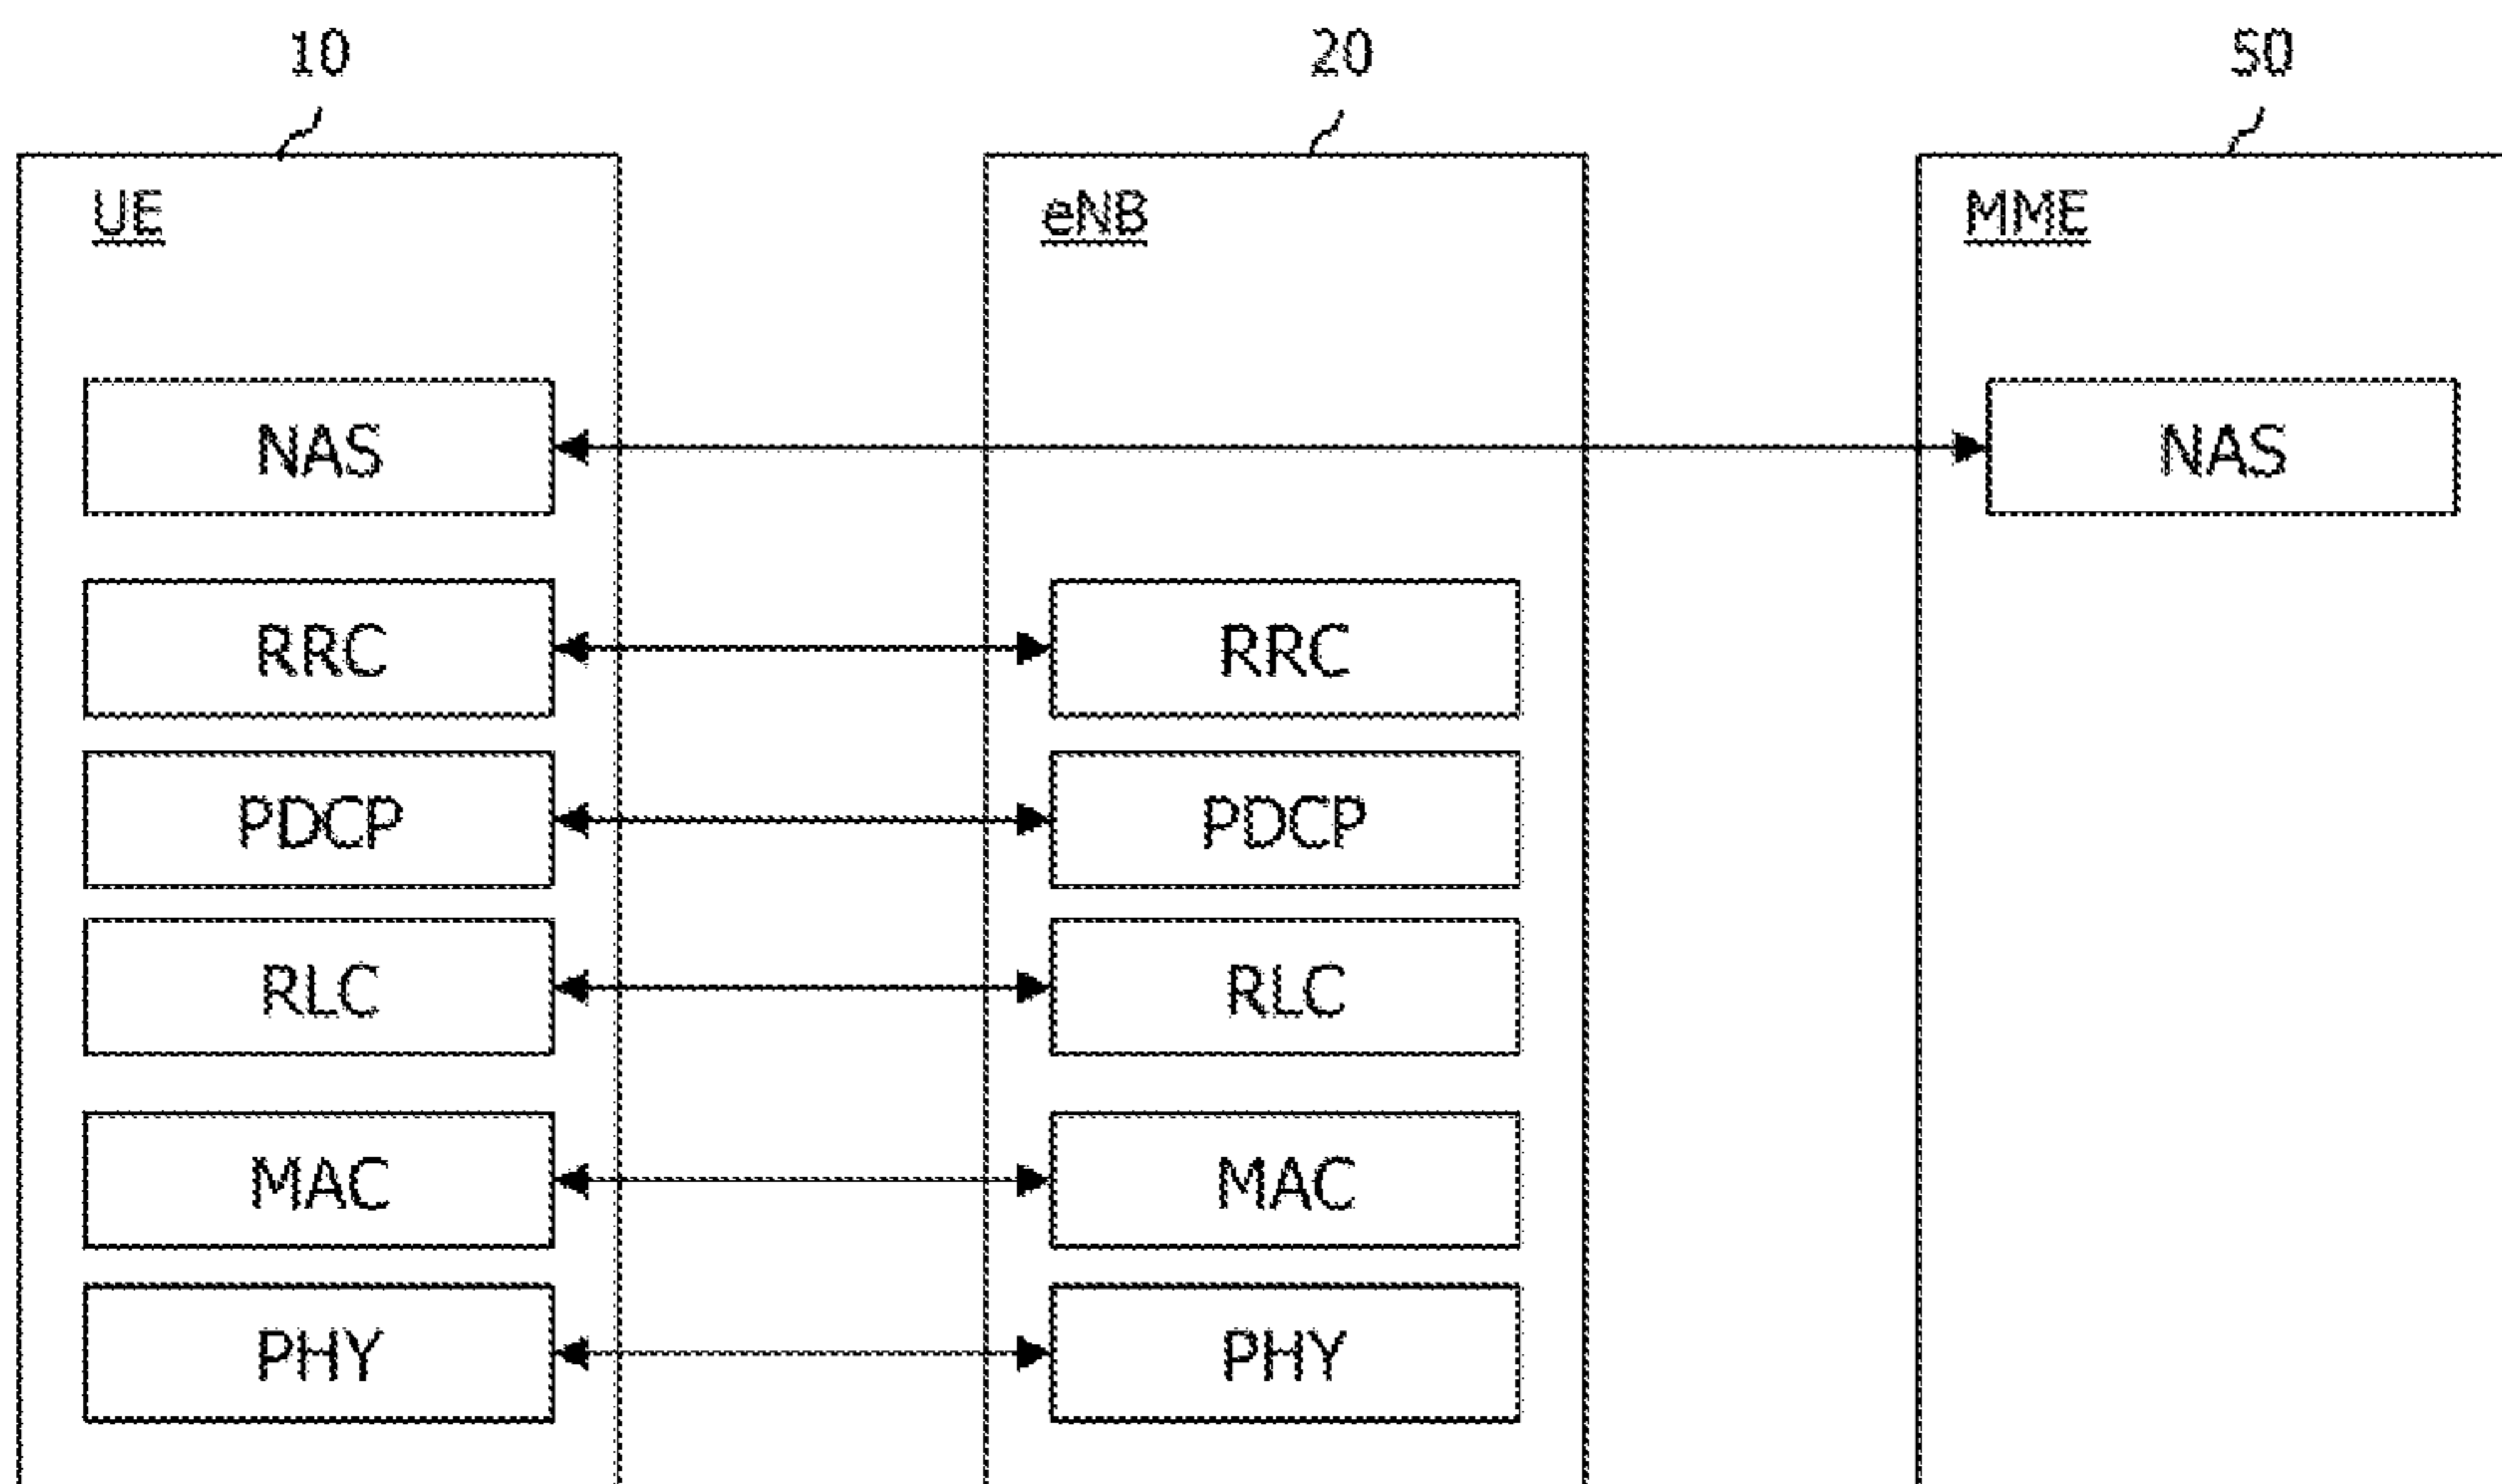 10 20 50
UE eNB MME
NAS NAS
RRC RRC
PDCP PDCP
RLC RLC
MAC MAC
PHY PHY